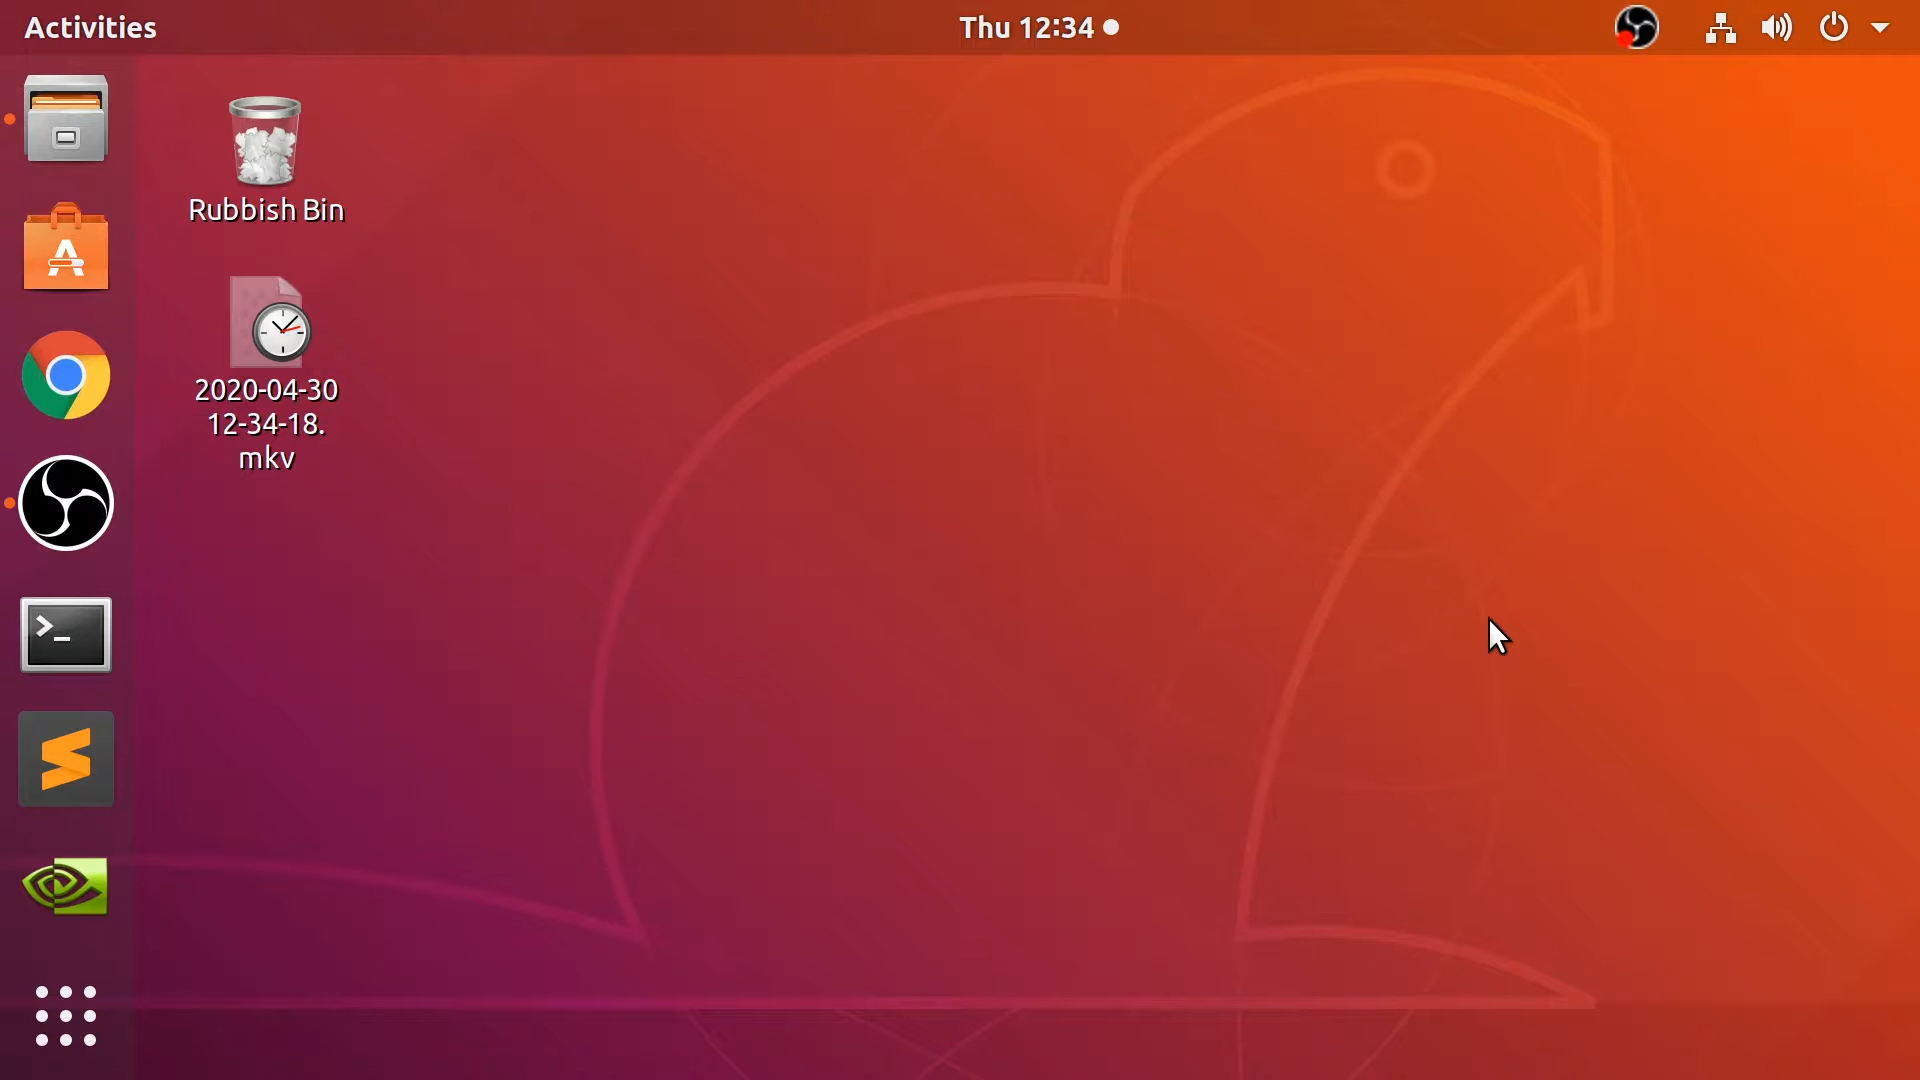 Activities
Thu 12:34
Rubbish Bin
2020-04-30
12-34-18.
mkv